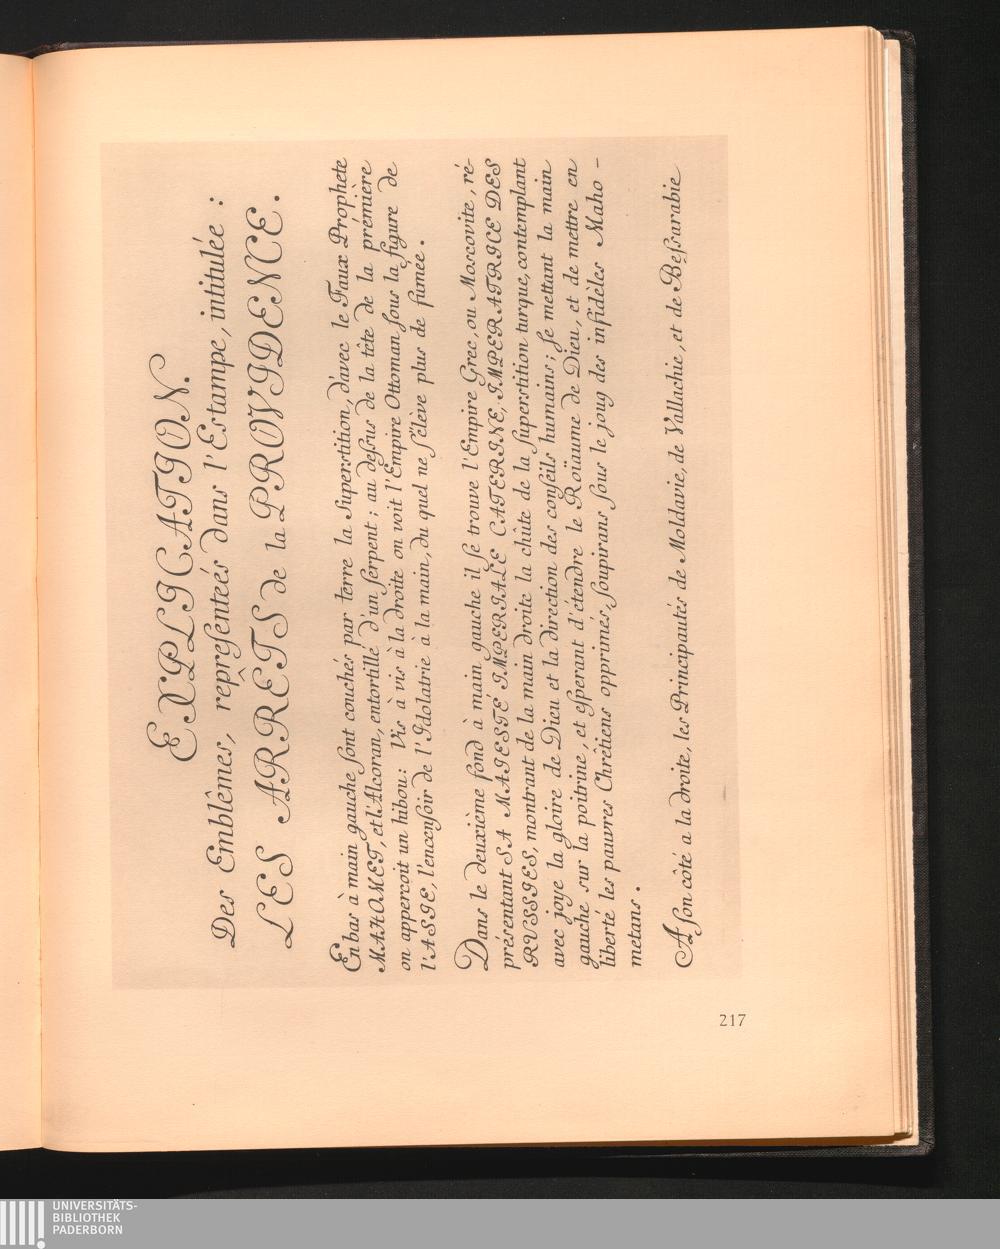 EXPLICATION.
Des Emblêmes, repreſenteés dans l'Estampe, intitulée :
LES ARRÊTS de la PROVIDENCE.
En bas à main gauche ſont couchés par terre la Superstition, d'avec le Faux Prophete
MAHOMET, et l'Alcoran, entortillé d'un ſerpent ; au deſsus de la tête de la prémière
on apperçoit un hibou: Vis à vis à la droite on voit l'Empire Ottoman ſous la figure de
l'ASIE, l'encenſoir de l'Idolatrie à la main, du quel ne ſ'éleve plus de fumée.
Dans le deuxième fond à main gauche il ſe trouve l'Empire Grec, ou Moscovite, ré-
présentant SA MAJESTÉ IMPERIALE CATERINE, IMPERATRICE DES
RUSSIES, montrant de la main droite la chûte de la ſuperstition turque, contemplant
avec joye la gloire de Dieu et la direction des conſeils humains; ſe mettant la main
gauche sur la poitrine, et eſperant d'étendre le Roïaume de Dieu, et de mettre en
liberté les pauvres Chrêtiens opprimés, ſoupirans ſous le joug des infidèles Maho-
metans.
A ſon côté a la droite, les Principautés de Moldavie, de Vallachie, et de Beſsarabie
217
UNIVERSITÄTS-
BIBLIOTHEK
PADERBORN